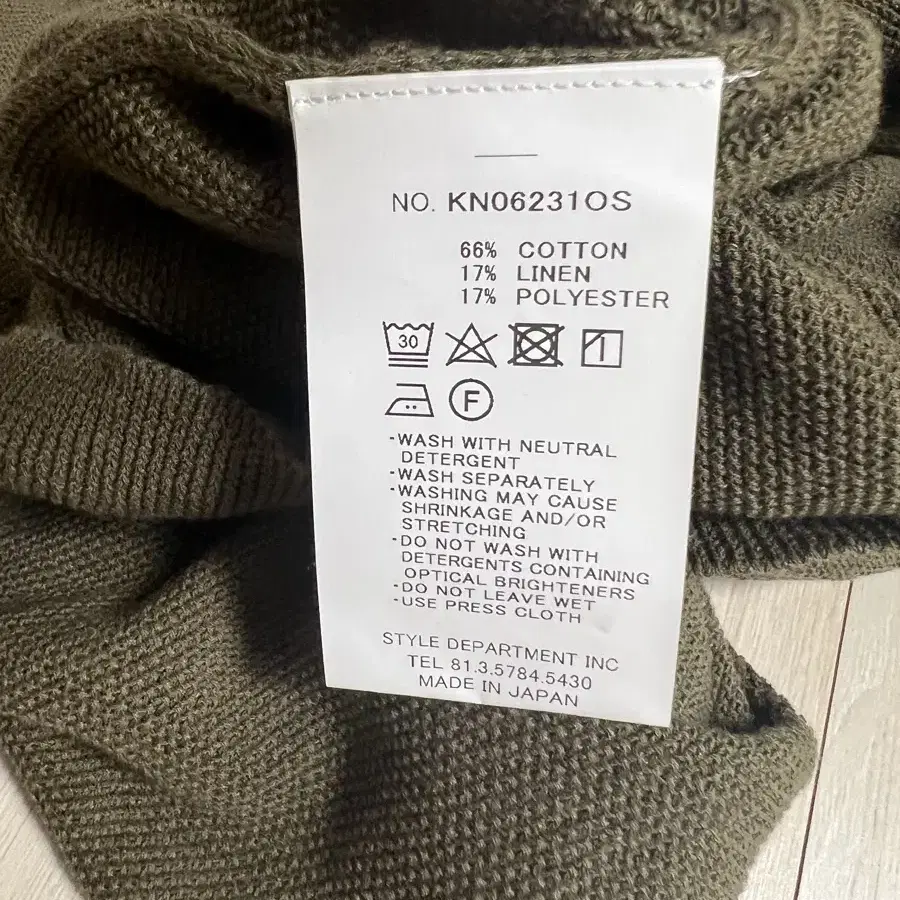 NO. KN06231OS
66% COTTON
17% LINEN
17% POLYESTER
30
F
-WASH WITH NEUTRAL
DETERGENT
-WASH SEPARATELY
-WASHING MAY CAUSE
SHRINKAGE AND/OR
STRETCHING
-DO NOT WASH WITH
DETERGENTS CONTAINING
OPTICAL BRIGHTENERS
-DO NOT LEAVE WET
-USE PRESS CLOTH
STYLE DEPARTMENT INC
TEL 81.3.5784.5430
MADE IN JAPAN